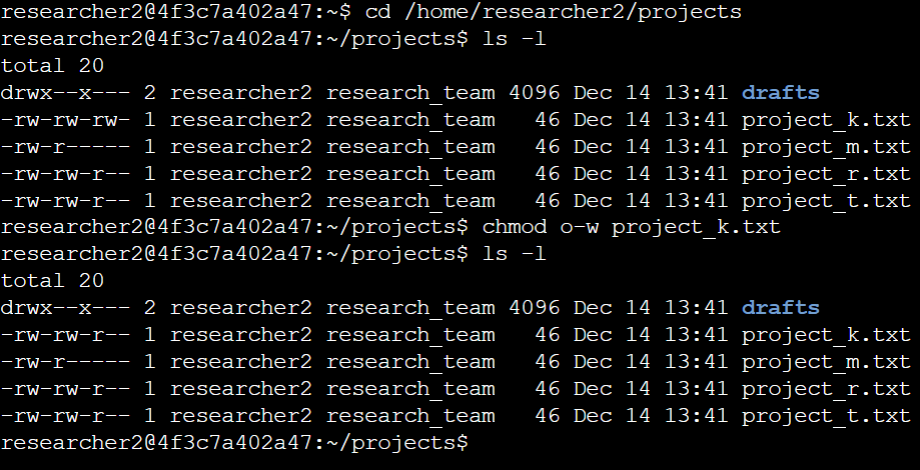 researcher2@4f3c7a402a47:~$ cd /home/researcher2/projects
researcher2@4f3c7a402a47:~/projects$ ls -l
total 20
drwx--x--- 2 researcher2 research_team 4096 Dec 14 13:41 drafts
-rw-rw-rw- 1 researcher2 research_team   46 Dec 14 13:41 project_k.txt
-rw-r----- 1 researcher2 research_team   46 Dec 14 13:41 project_m.txt
-rw-rw-r-- 1 researcher2 research_team   46 Dec 14 13:41 project_r.txt
-rw-rw-r-- 1 researcher2 research_team   46 Dec 14 13:41 project_t.txt
researcher2@4f3c7a402a47:~/projects$ chmod o-w project_k.txt
researcher2@4f3c7a402a47:~/projects$ ls -l
total 20
drwx--x--- 2 researcher2 research_team 4096 Dec 14 13:41 drafts
-rw-rw-r-- 1 researcher2 research_team   46 Dec 14 13:41 project_k.txt
-rw-r----- 1 researcher2 research_team   46 Dec 14 13:41 project_m.txt
-rw-rw-r-- 1 researcher2 research_team   46 Dec 14 13:41 project_r.txt
-rw-rw-r-- 1 researcher2 research_team   46 Dec 14 13:41 project_t.txt
researcher2@4f3c7a402a47:~/projects$